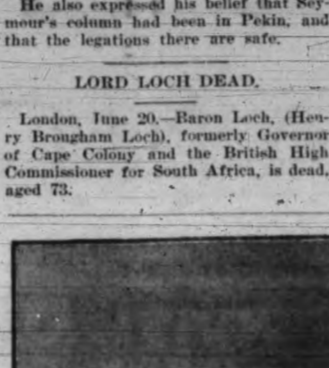 He also expressed his belief that Sey-
mour's column had been in Pekin, and
that the legations there are safe.
LORD LOCH DEAD.
London, June 20.—Baron Loch, (Hen-
ry Brougham Loch), formerly Governor
of Cape Colony and the British High
Commissioner for South Africa, is dead,
aged 73.